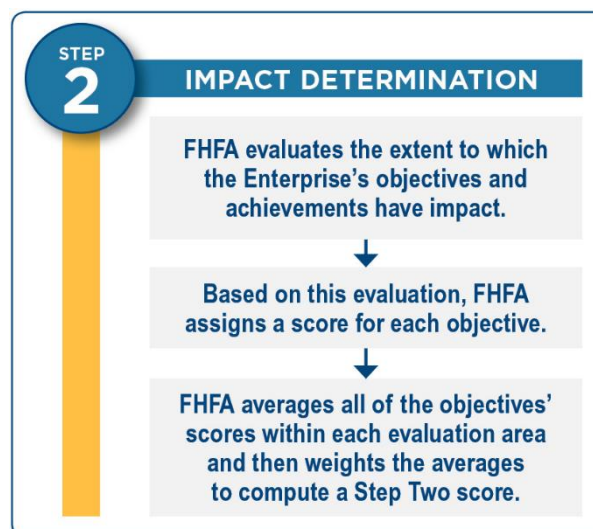 STEP
2
IMPACT DETERMINATION
FHFA evaluates the extent to which
the Enterprise’s objectives and
achievements have impact.
Based on this evaluation, FHFA
assigns a score for each objective.
FHFA averages all of the objectives’
scores within each evaluation area
and then weights the averages
to compute a Step Two score.